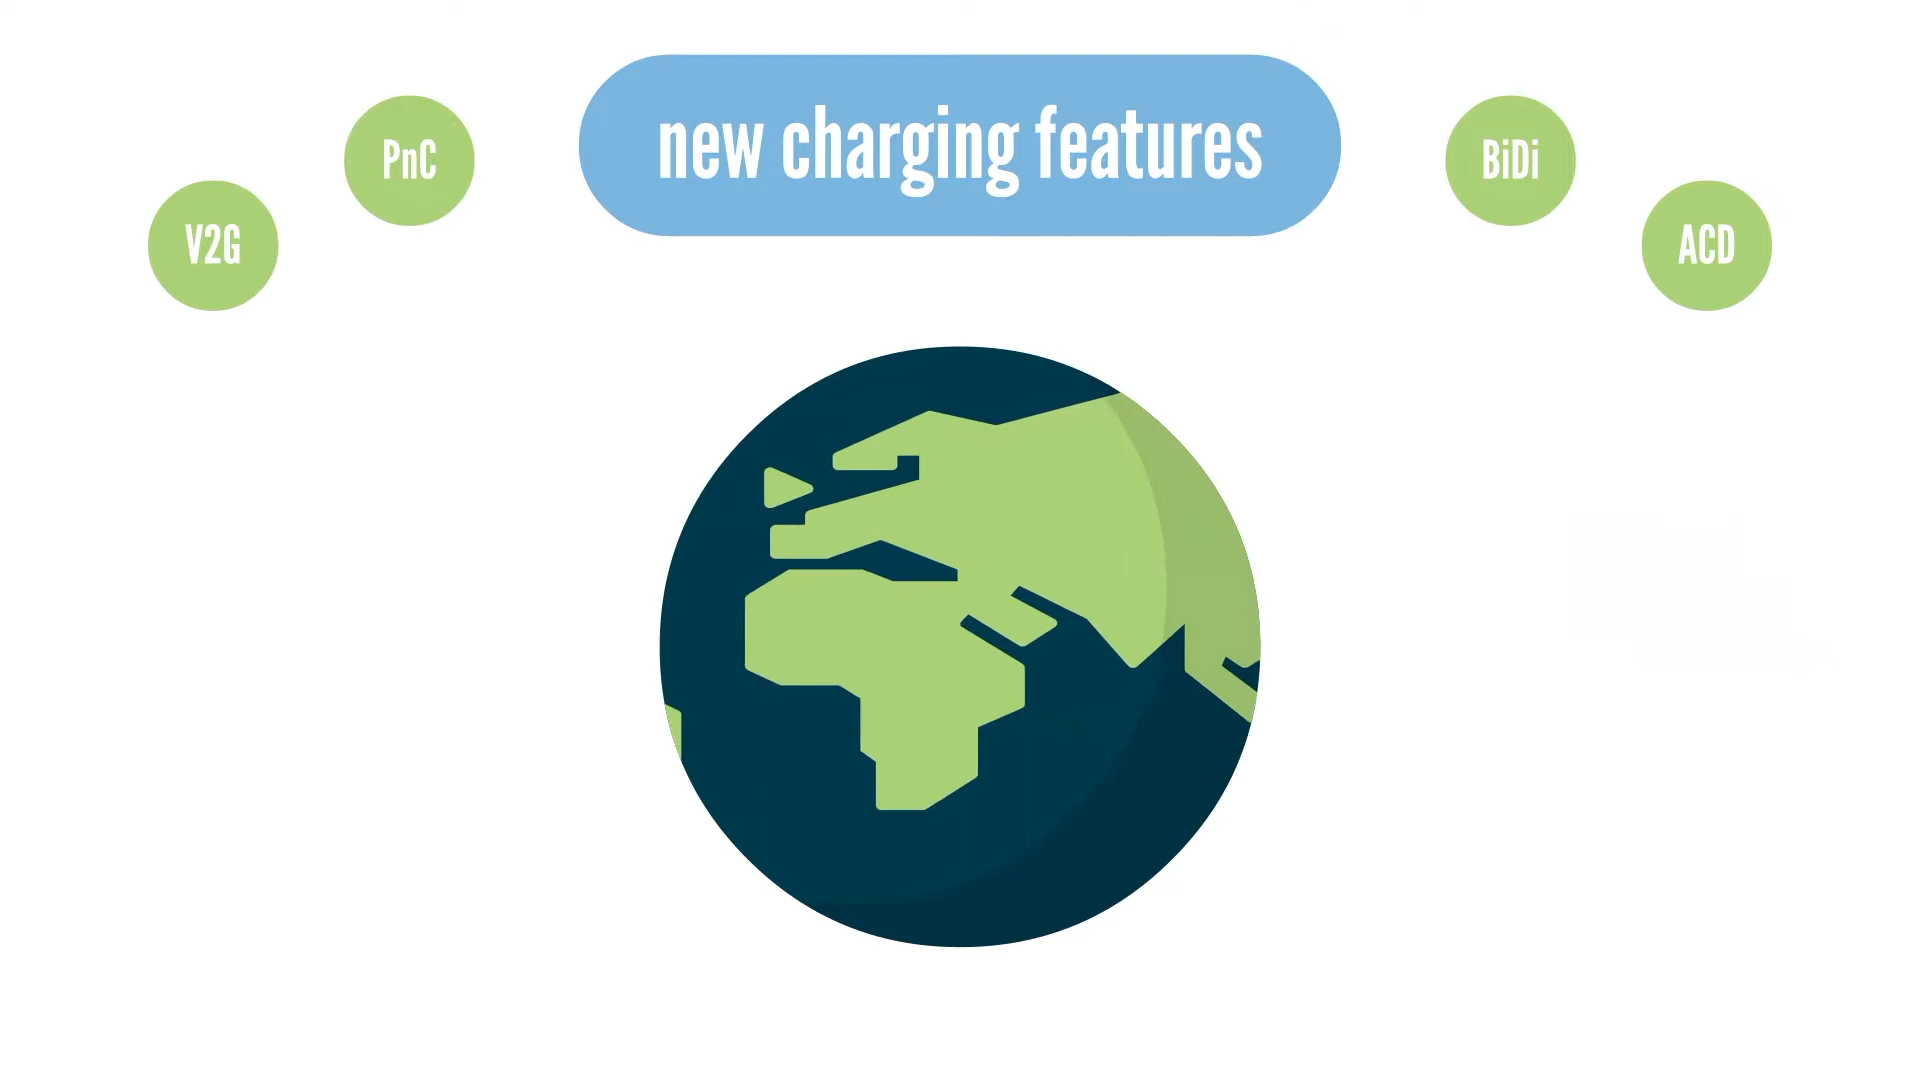 new charging features
V2G
PnC
BiDi
ACD